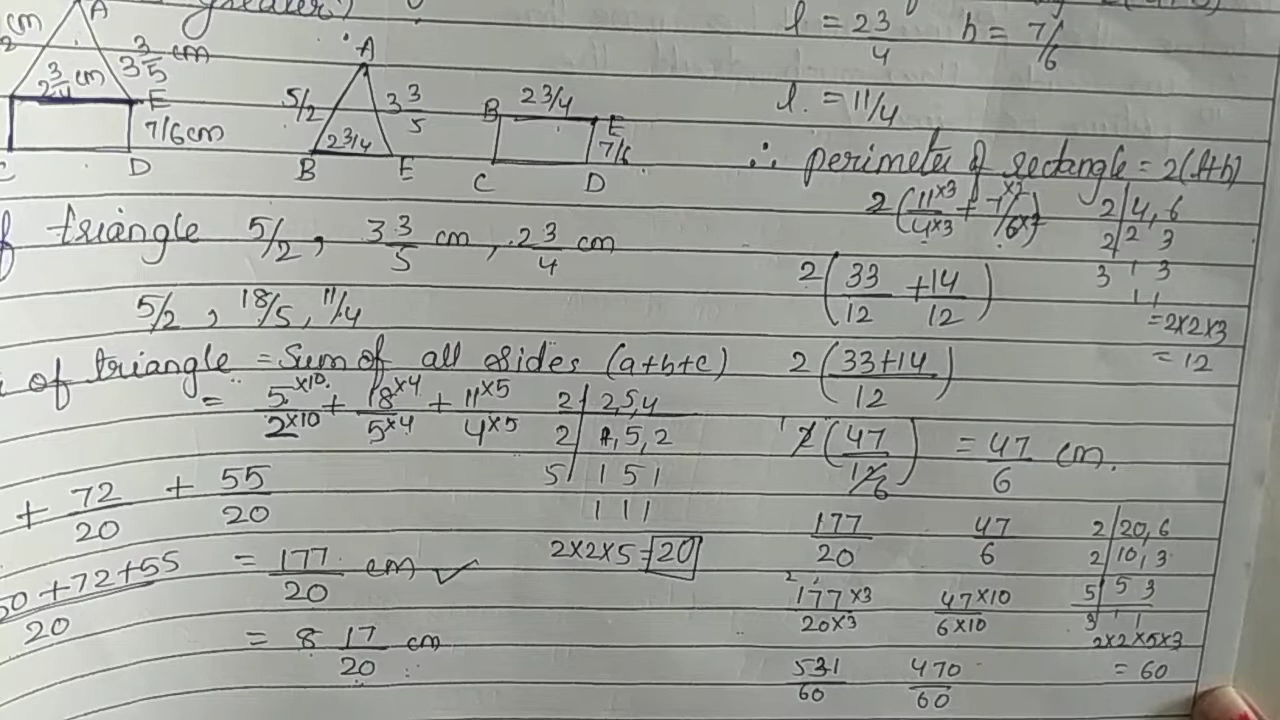 greater)
cm A
3 3/5 cm
2 3/4 cm
E
7/6 cm
C D
A
5/2 3 3/5
2 3/4
B E
2 3/4
B E
7/6
C D
of triangle 5/2, 3 3/5 cm, 2 3/4 cm
5/2, 18/5, 11/4
of triangle = Sum of all sides (a+b+c)
= 5×10/2×10 + 18×4/5×4 + 11×5/4×5
2 | 2,5,4
2 | 1,5,2
5 | 1 5 1
1 1 1
+ 72/20 + 55/20
2×2×5=20
50+72+55/20 = 177/20 cm ✓
= 8 17/20 cm
l = 2 3/4 b = 7/6
l. = 11/4
∴ perimeter of rectangle = 2(l+b)
2(11×3/4×3 + 7×2/6×2)
2 | 4,6
2 | 2 3
3 | 1 3
1 1
= 2×2×3
= 12
2(33/12 + 14/12)
2(33+14/12)
2(47/12) = 47/6 cm.
177/20 47/6
2 | 20,6
2 | 10,3
5 | 5 3
3 | 1 1
2×2×5×3
= 60
177×3/20×3 47×10/6×10
531/60 470/60